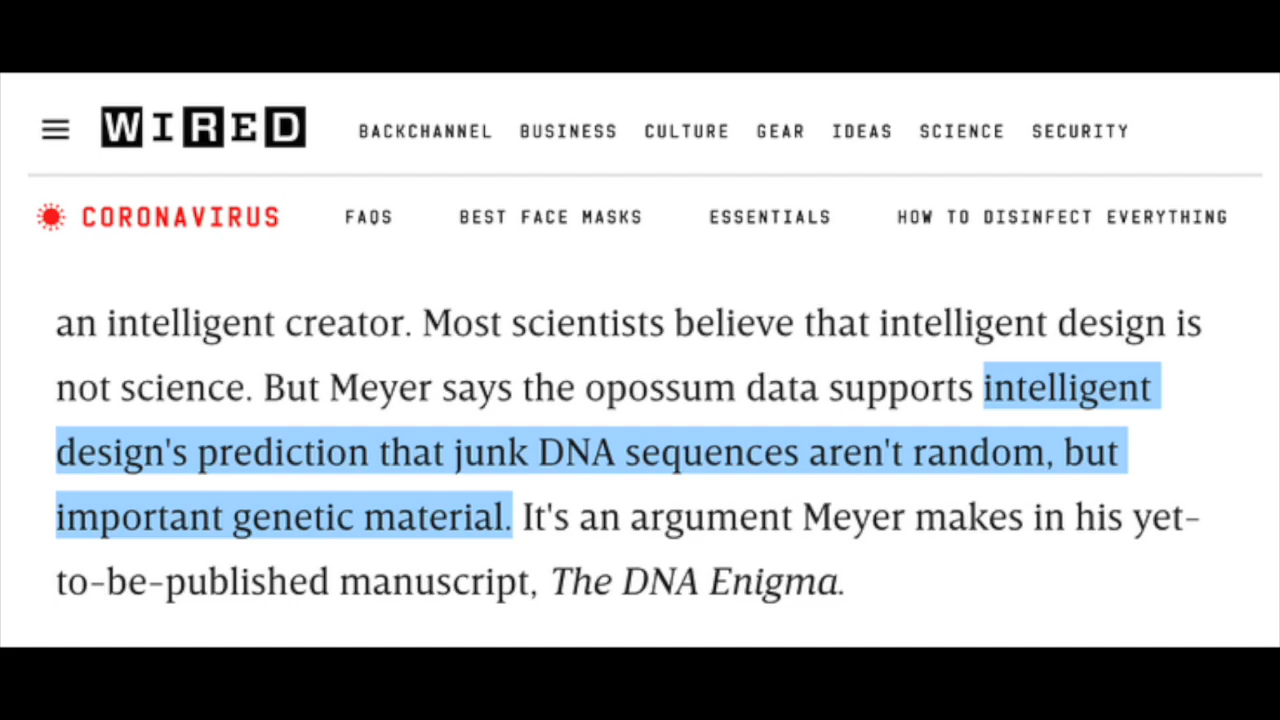 WIRED BACKCHANNEL BUSINESS CULTURE GEAR IDEAS SCIENCE SECURITY
CORONAVIRUS FAQS BEST FACE MASKS ESSENTIALS HOW TO DISINFECT EVERYTHING
an intelligent creator. Most scientists believe that intelligent design is
not science. But Meyer says the opossum data supports intelligent
design's prediction that junk DNA sequences aren't random, but
important genetic material. It's an argument Meyer makes in his yet-
to-be-published manuscript, The DNA Enigma.